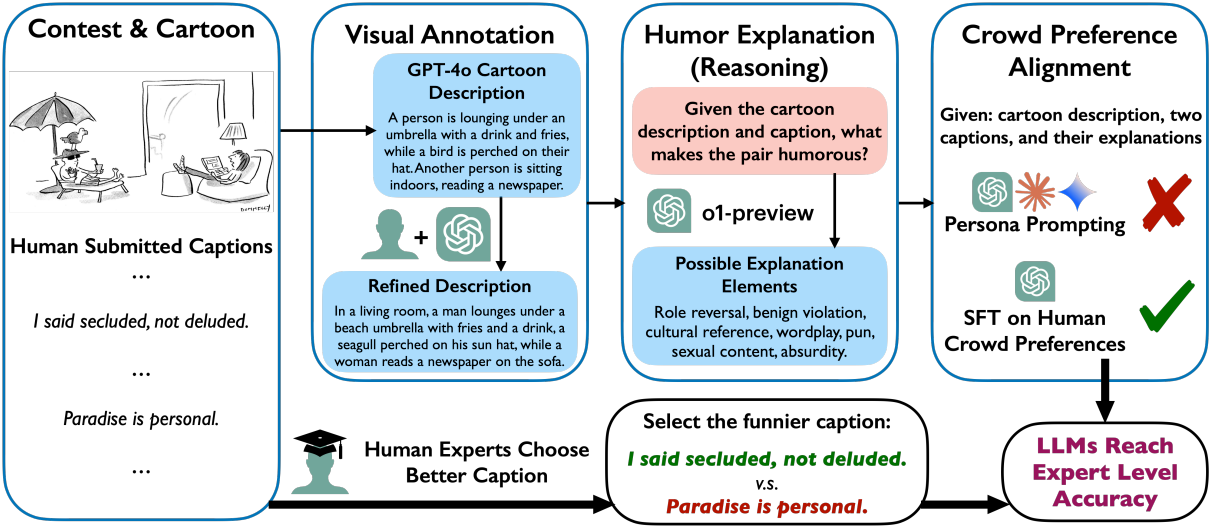 Contest & Cartoon
Human Submitted Captions
...
I said secluded, not deluded.
...
Paradise is personal.
...
Visual Annotation
GPT-4o Cartoon
Description
A person is lounging under an
umbrella with a drink and fries,
while a bird is perched on their
hat. Another person is sitting
indoors, reading a newspaper.
+
Refined Description
In a living room, a man lounges under a
beach umbrella with fries and a drink, a
seagull perched on his sun hat, while a
woman reads a newspaper on the sofa.
Humor Explanation
(Reasoning)
Given the cartoon
description and caption, what
makes the pair humorous?
o1-preview
Possible Explanation
Elements
Role reversal, benign violation,
cultural reference, wordplay, pun,
sexual content, absurdity.
Crowd Preference
Alignment
Given: cartoon description, two
captions, and their explanations
Persona Prompting
SFT on Human
Crowd Preferences
Human Experts Choose
Better Caption
Select the funnier caption:
I said secluded, not deluded.
v.s.
Paradise is personal.
LLMs Reach
Expert Level
Accuracy